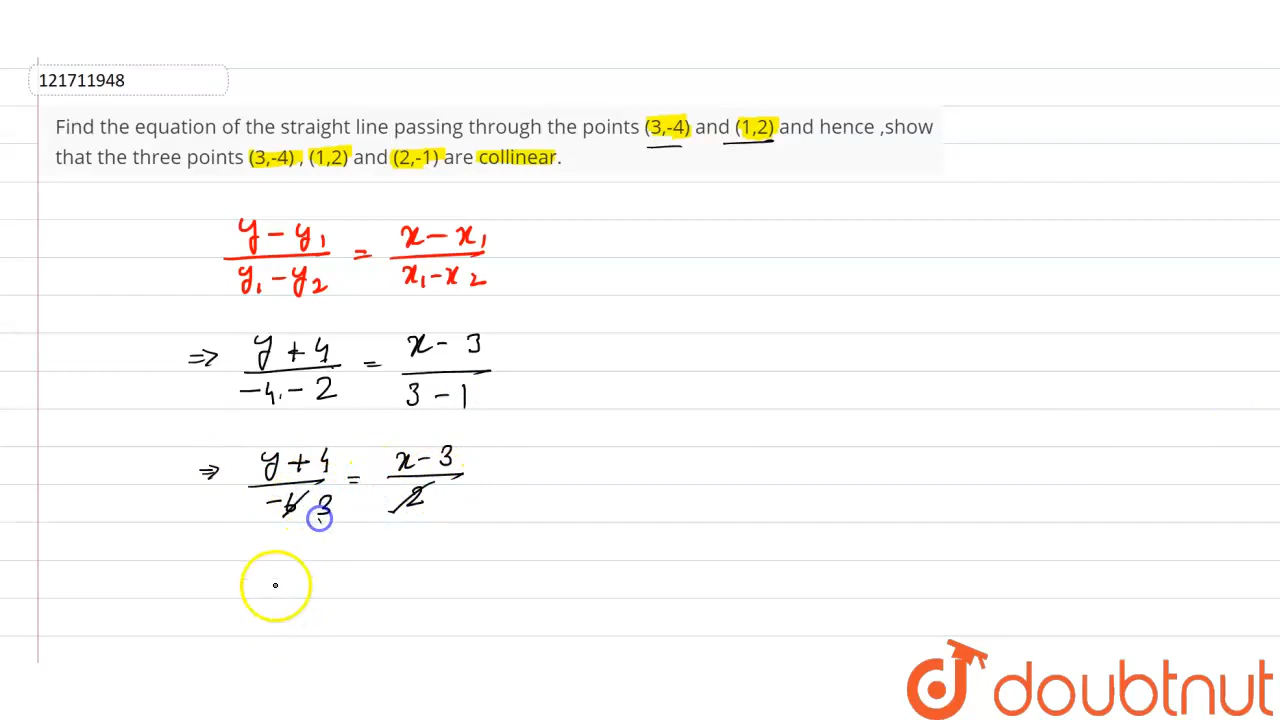 121711948
Find the equation of the straight line passing through the points (3,-4) and (1,2) and hence ,show
that the three points (3,-4) , (1,2) and (2,-1) are collinear.
y - y₁ / y₁ - y₂ = x - x₁ / x₁ - x₂
⇒ y + 4 / -4 - 2 = x - 3 / 3 - 1
⇒ y + 4 / -6 3 = x - 3 / 2
doubtnut